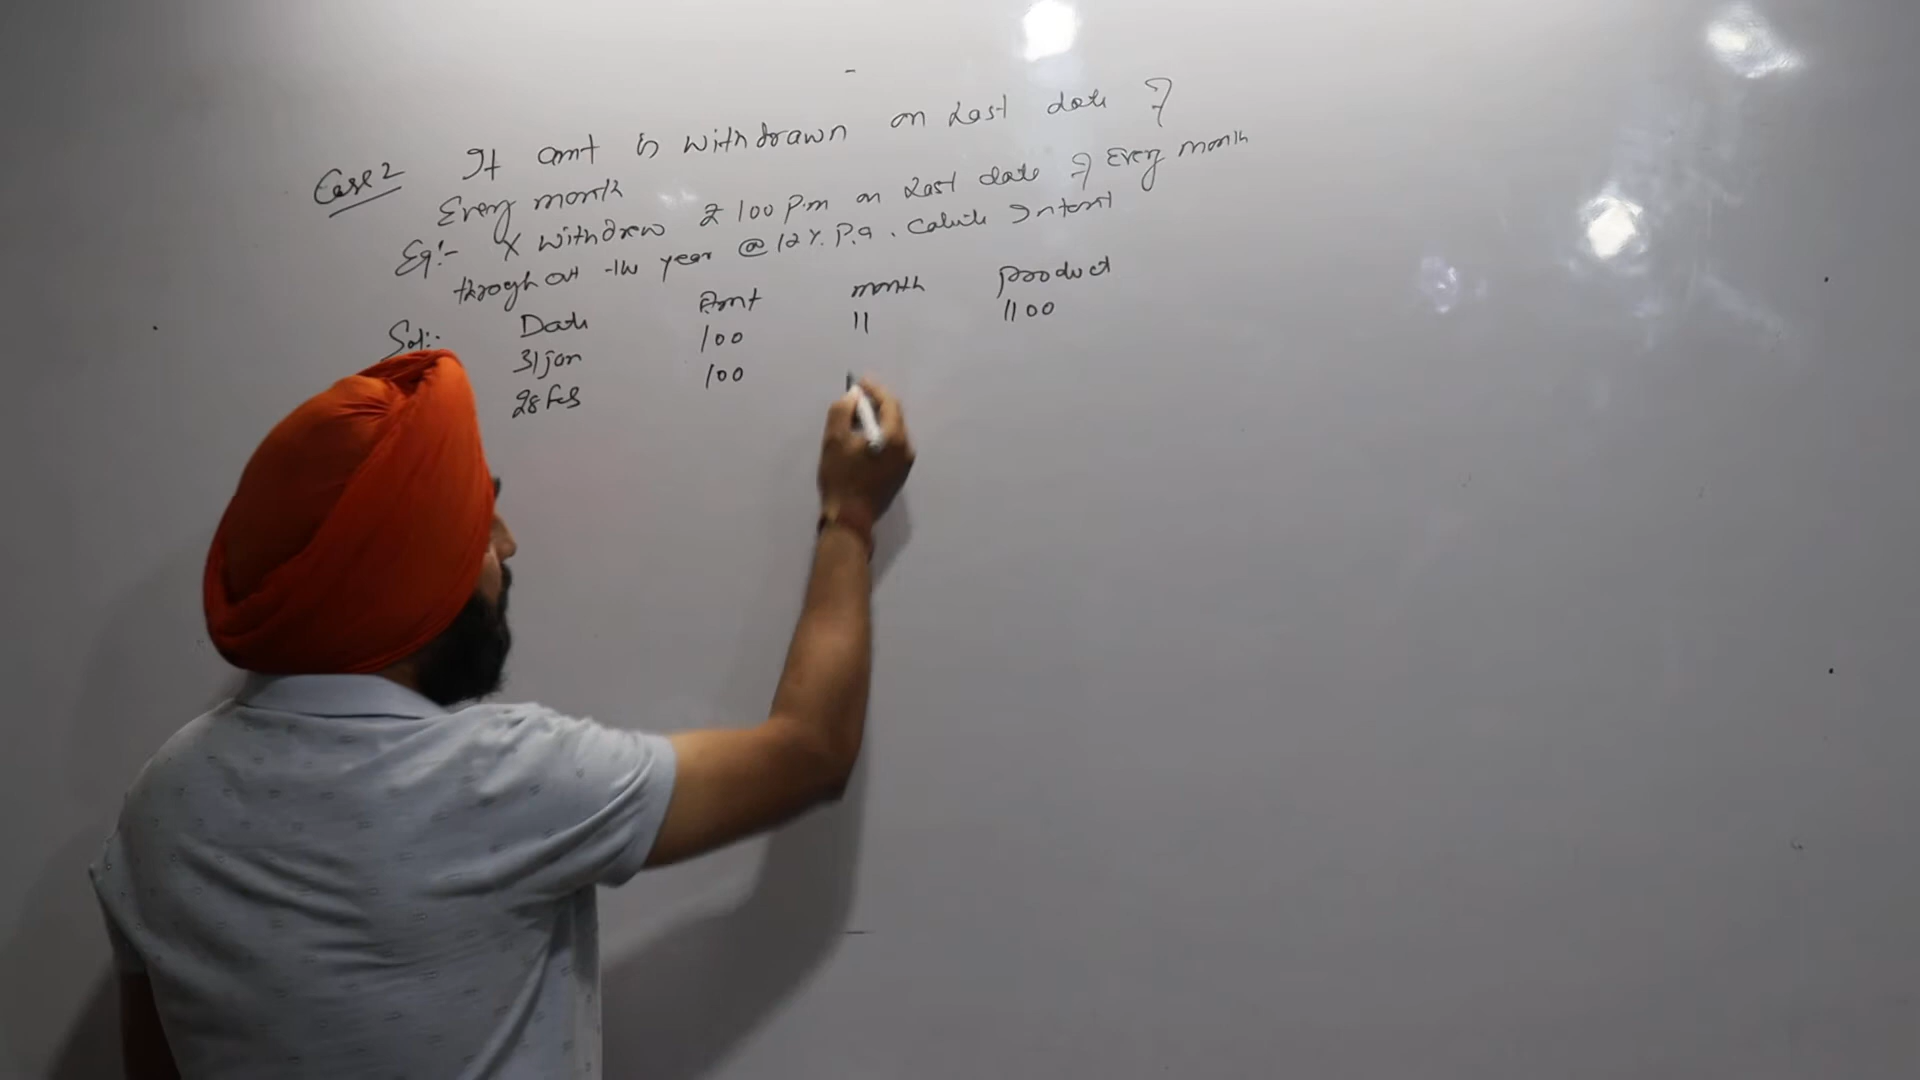 Case 2 If amt is withdrawn on Last date of
Every month
Eg:- X withdrew ₹ 100 P.m on Last date of Every month
through out the year @ 12 %. P.a. Calculate Interest
Sol:- Date Amt month product
31 jan 100 11 1100
28 Feb 100